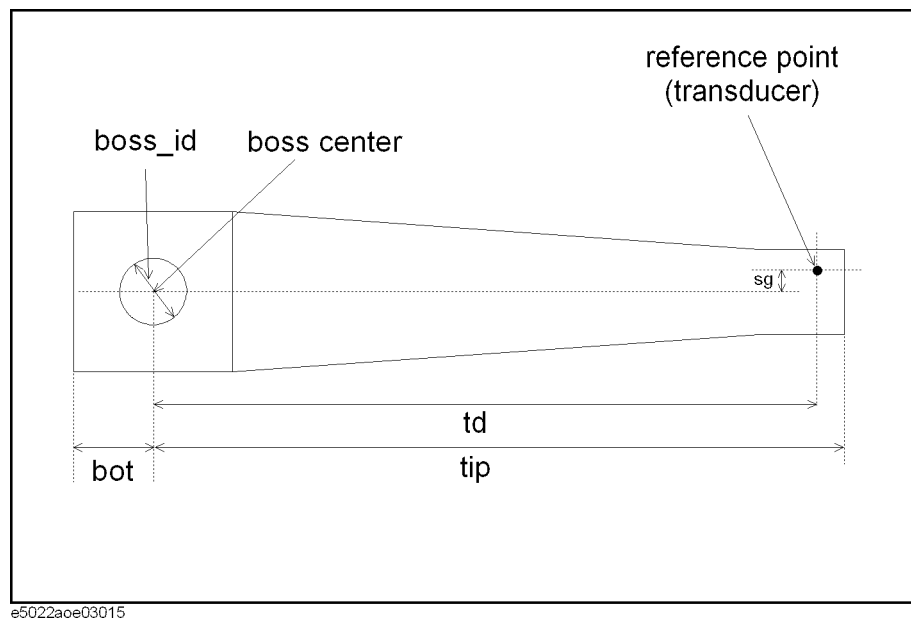 reference point
(transducer)
boss_id
boss center
sg
td
bot
tip
e5022aoe03015